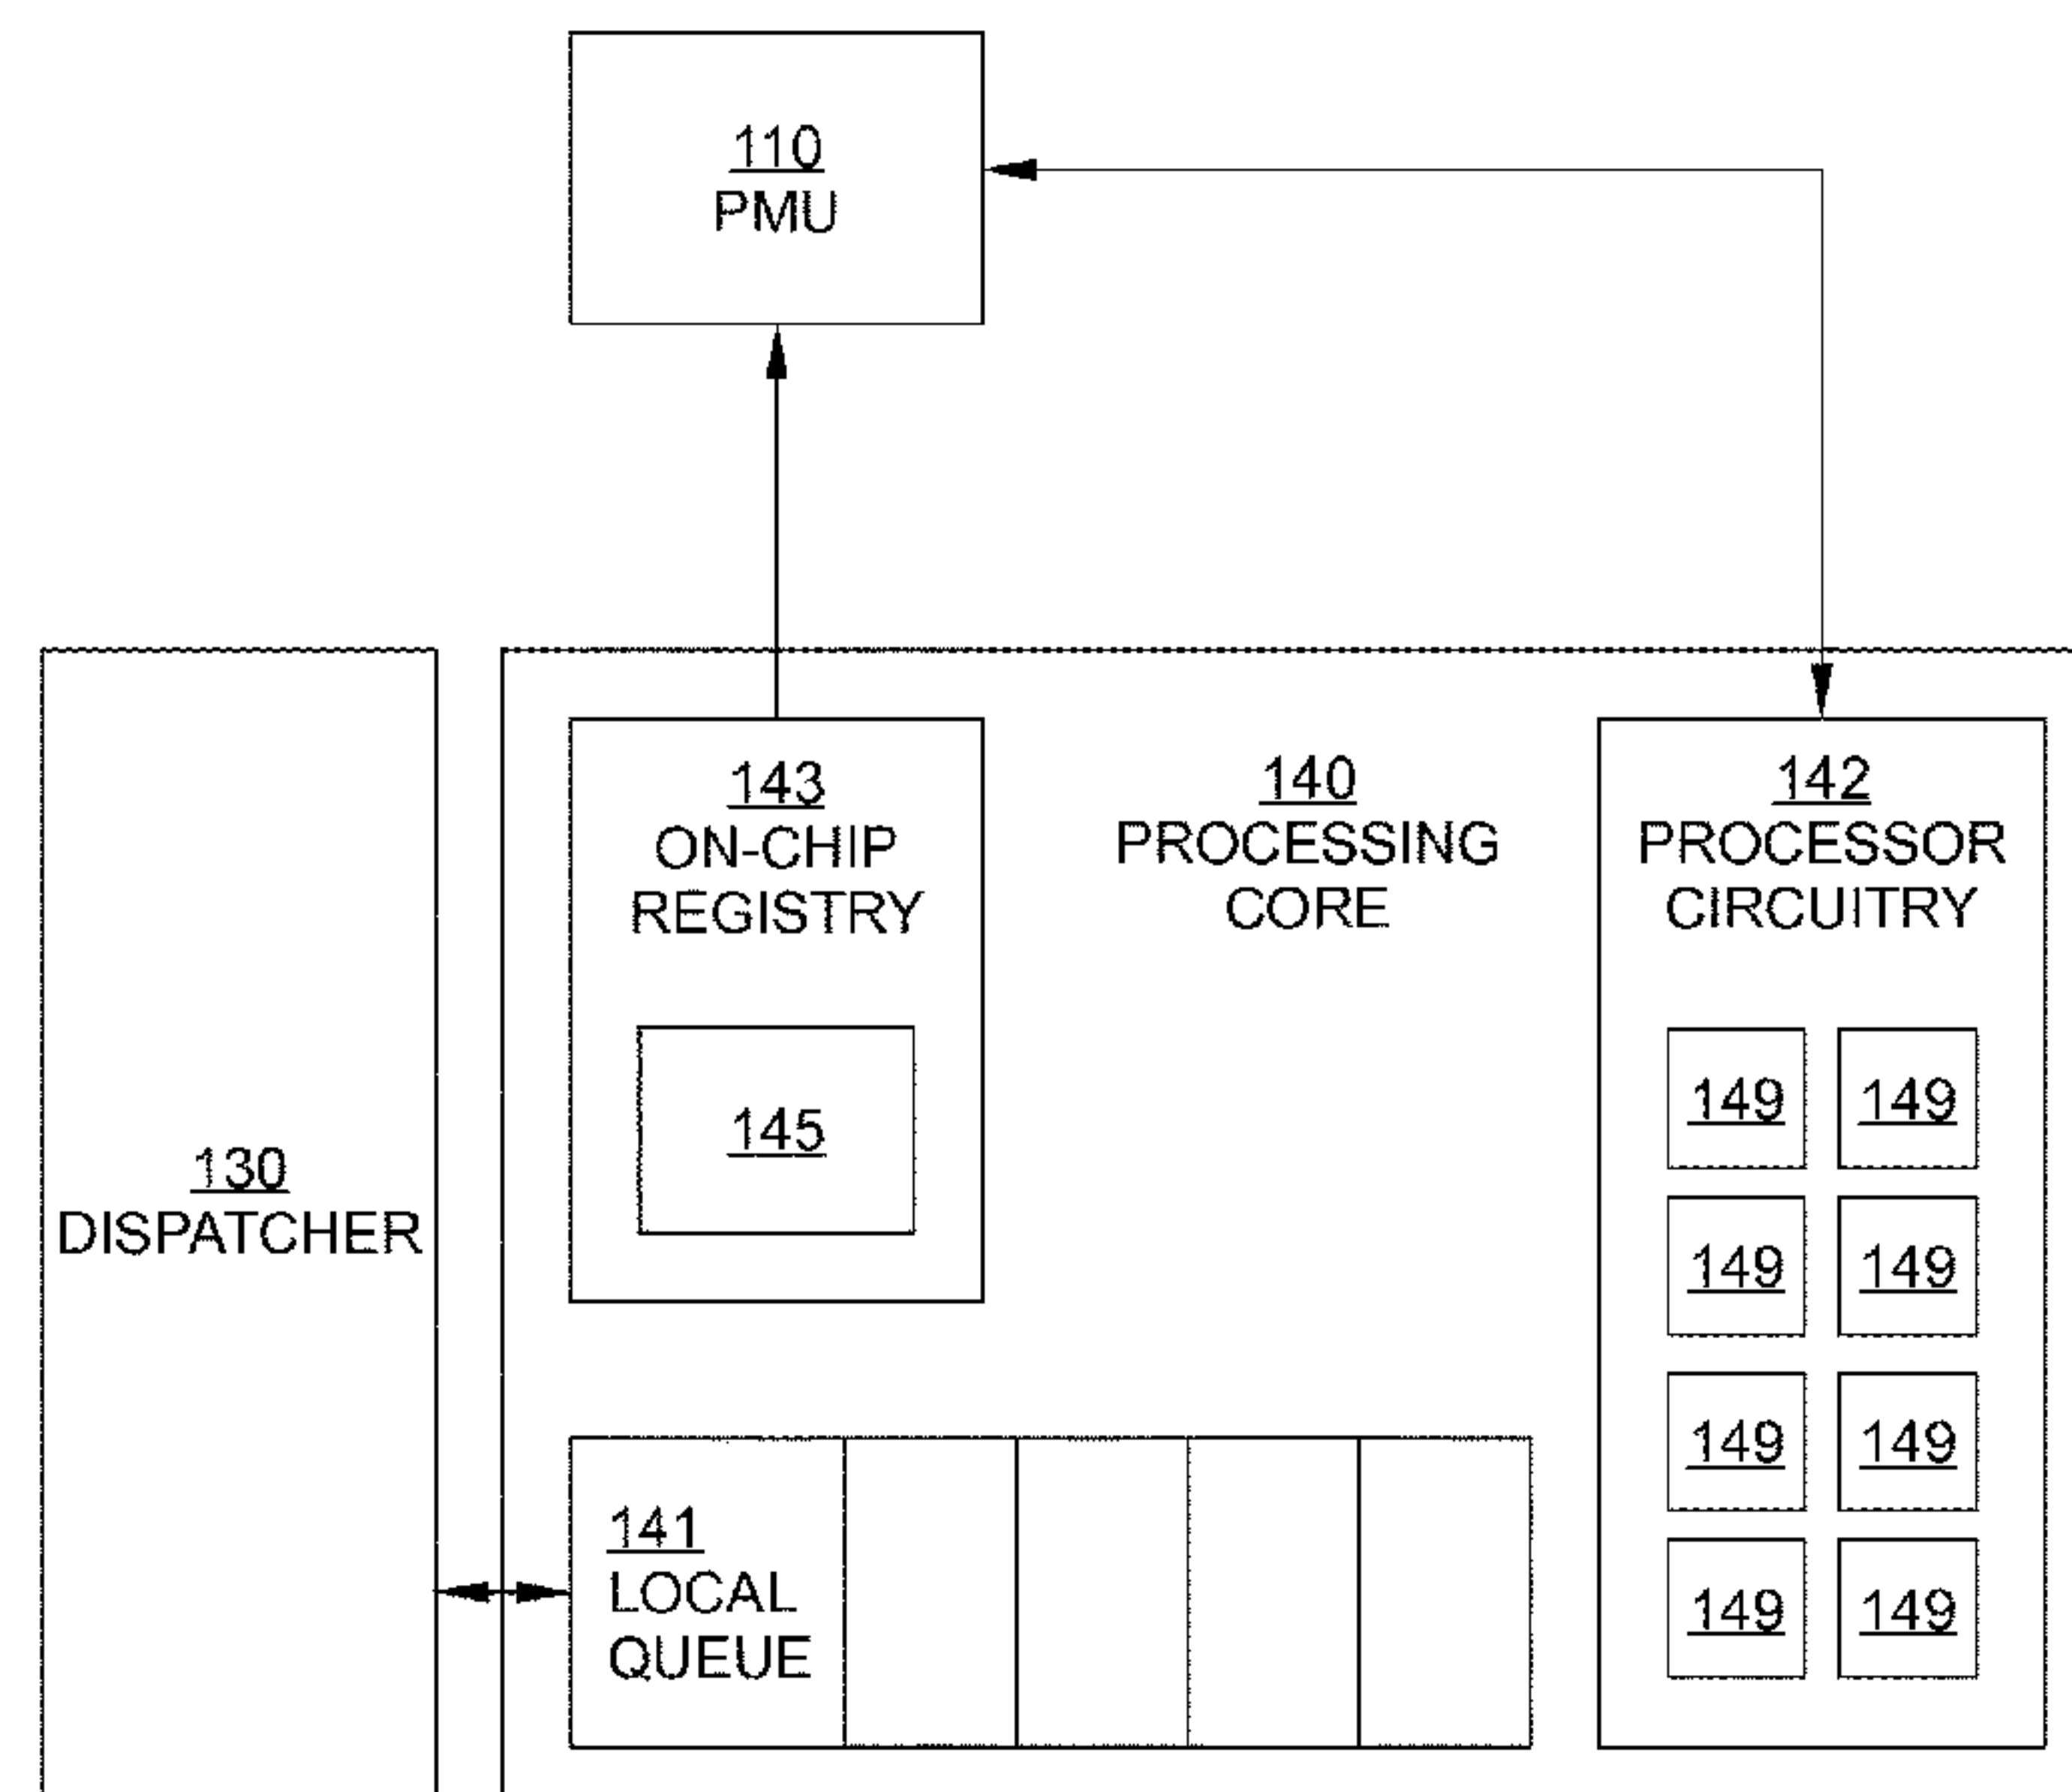 110
PMU
143
ON-CHIP
REGISTRY
140
PROCESSING
CORE
142
PROCESSOR
CIRCUITRY
145
149 149
149 149
149 149
149 149
130
DISPATCHER
141
LOCAL
QUEUE